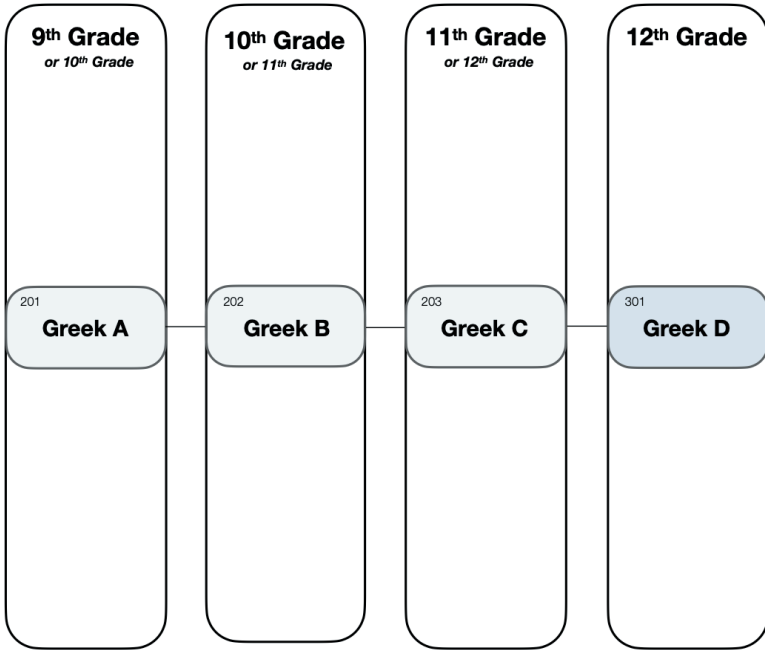 9th Grade
or 10th Grade
201
Greek A
10th Grade
or 11th Grade
202
Greek B
11th Grade
or 12th Grade
203
Greek C
12th Grade
301
Greek D